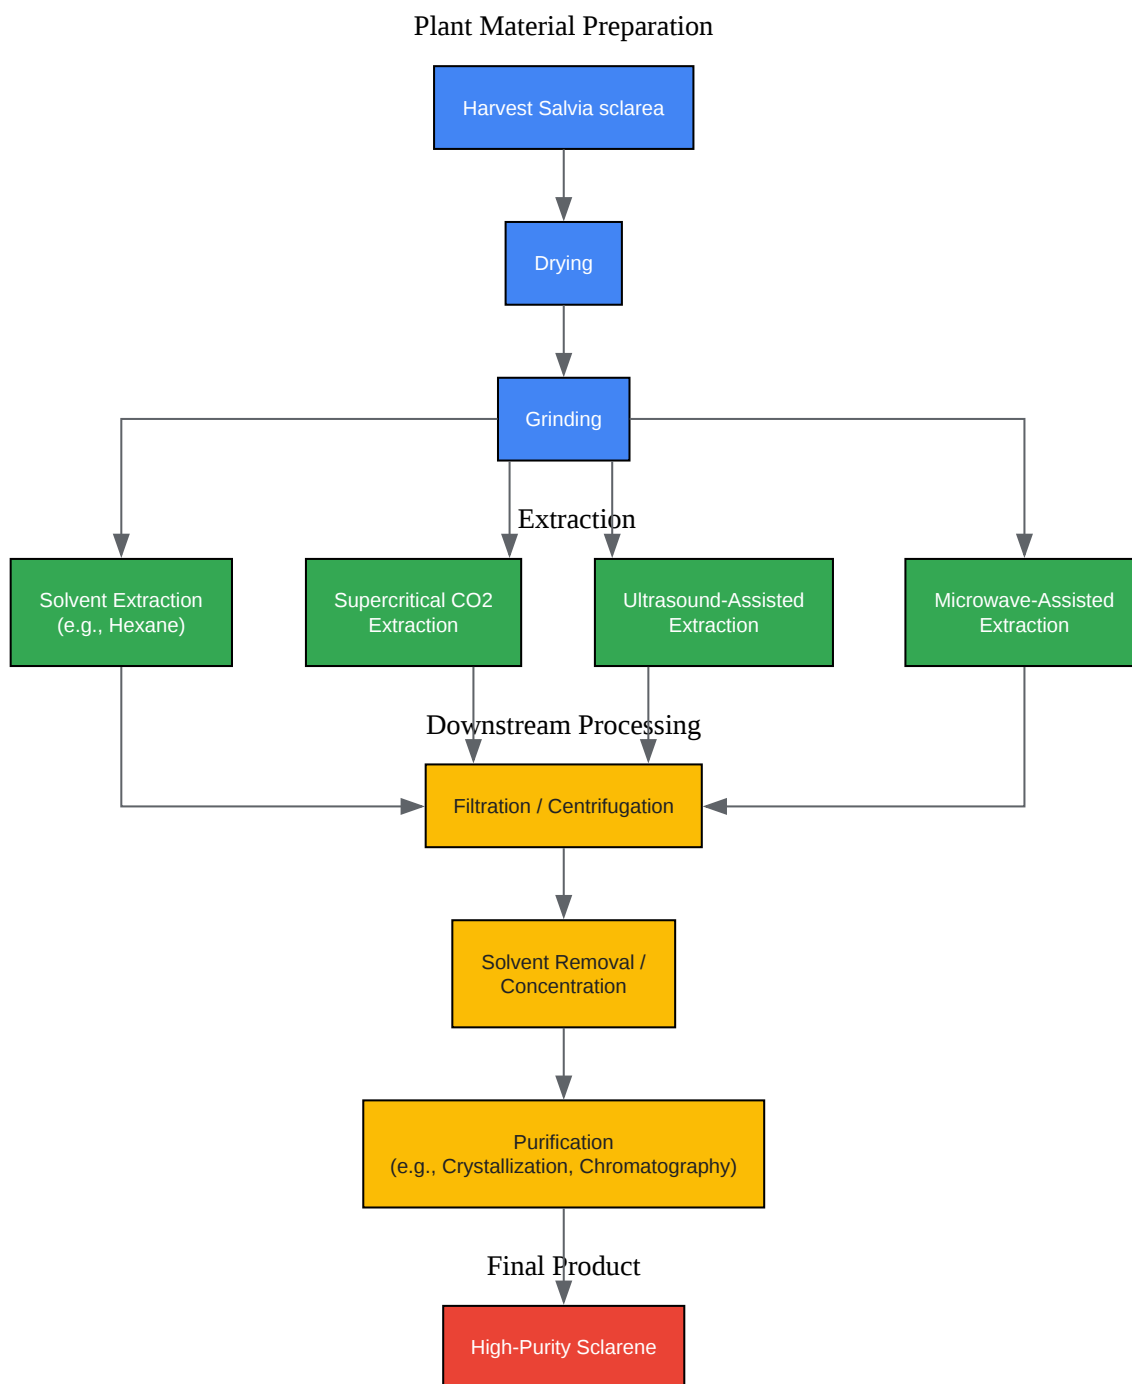 Plant Material Preparation
Harvest Salvia sclarea
Drying
Grinding
Extraction
Solvent Extraction
(e.g., Hexane)
Supercritical CO2
Extraction
Ultrasound-Assisted
Extraction
Microwave-Assisted
Extraction
Downstream Processing
Filtration / Centrifugation
Solvent Removal /
Concentration
Purification
(e.g., Crystallization, Chromatography)
Final Product
High-Purity Sclarene